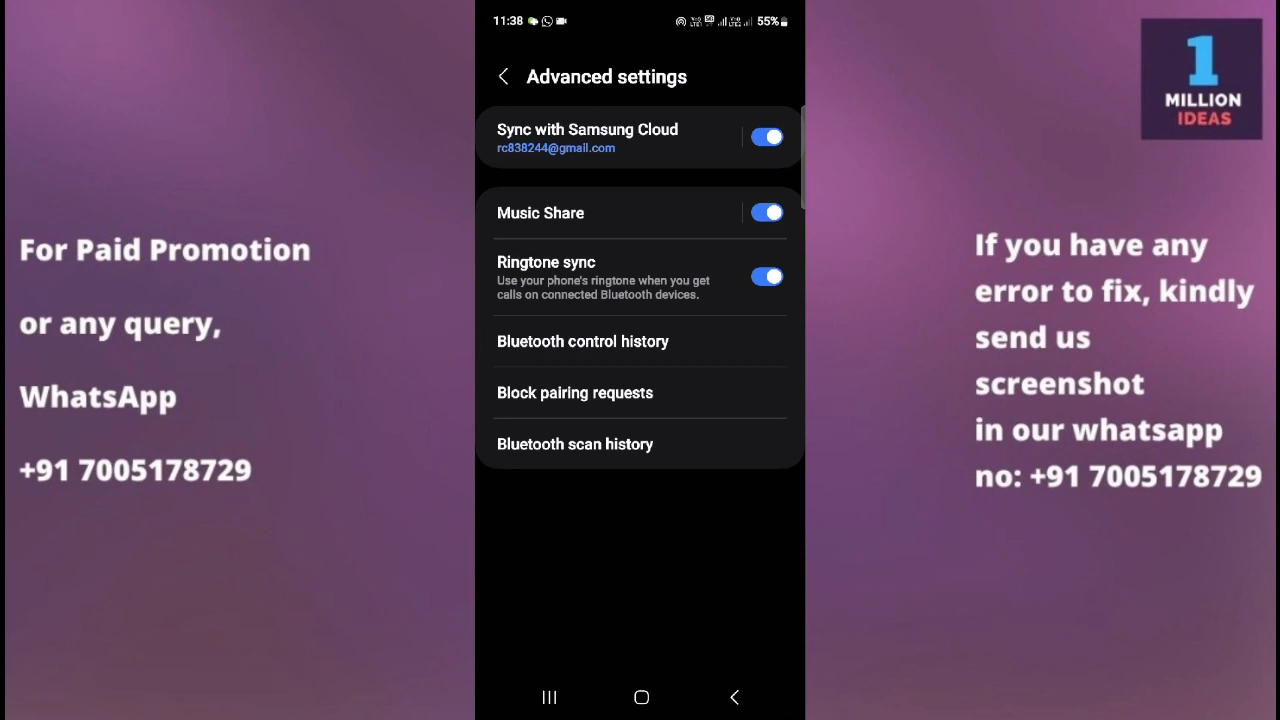 For Paid Promotion
or any query,
WhatsApp
+91 7005178729
11:38
55%
Advanced settings
Sync with Samsung Cloud
rc838244@gmail.com
Music Share
Ringtone sync
Use your phone's ringtone when you get
calls on connected Bluetooth devices.
Bluetooth control history
Block pairing requests
Bluetooth scan history
1
MILLION
IDEAS
If you have any
error to fix, kindly
send us
screenshot
in our whatsapp
no: +91 7005178729